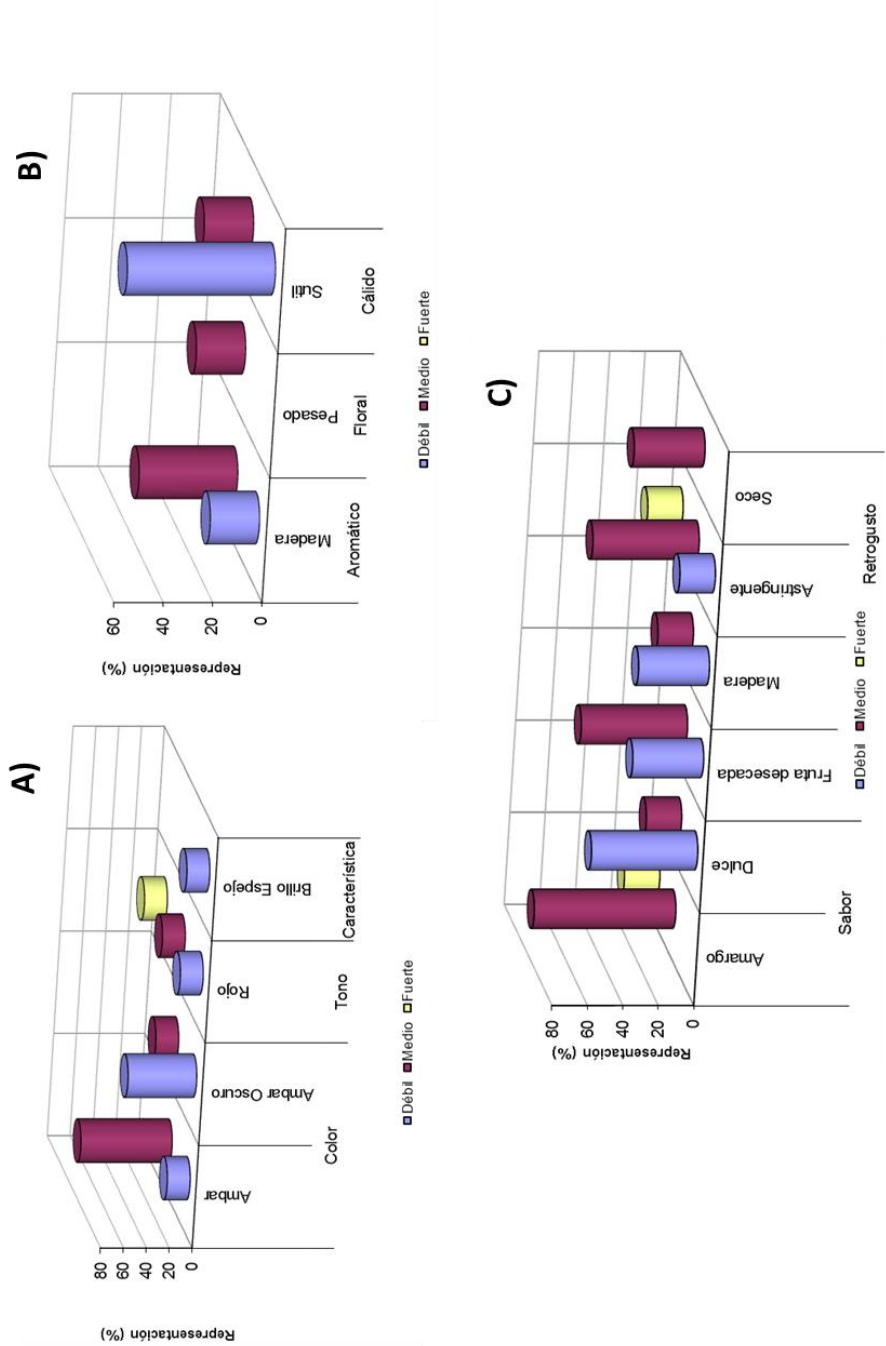 A)
Representación (%)
80
60
40
20
0
Ambar
Ambar Oscuro
Rojo
Brillo Espejo
Color
Tono
Característica
Débil Medio Fuerte
B)
Representación (%)
60
40
20
0
Madera
Pesado
Sutil
Aromático
Floral
Cálido
Débil Medio Fuerte
C)
Representación (%)
80
60
40
20
0
Amargo
Dulce
Fruta desecada
Madera
Astringente
Seco
Sabor
Retrogusto
Débil Medio Fuerte